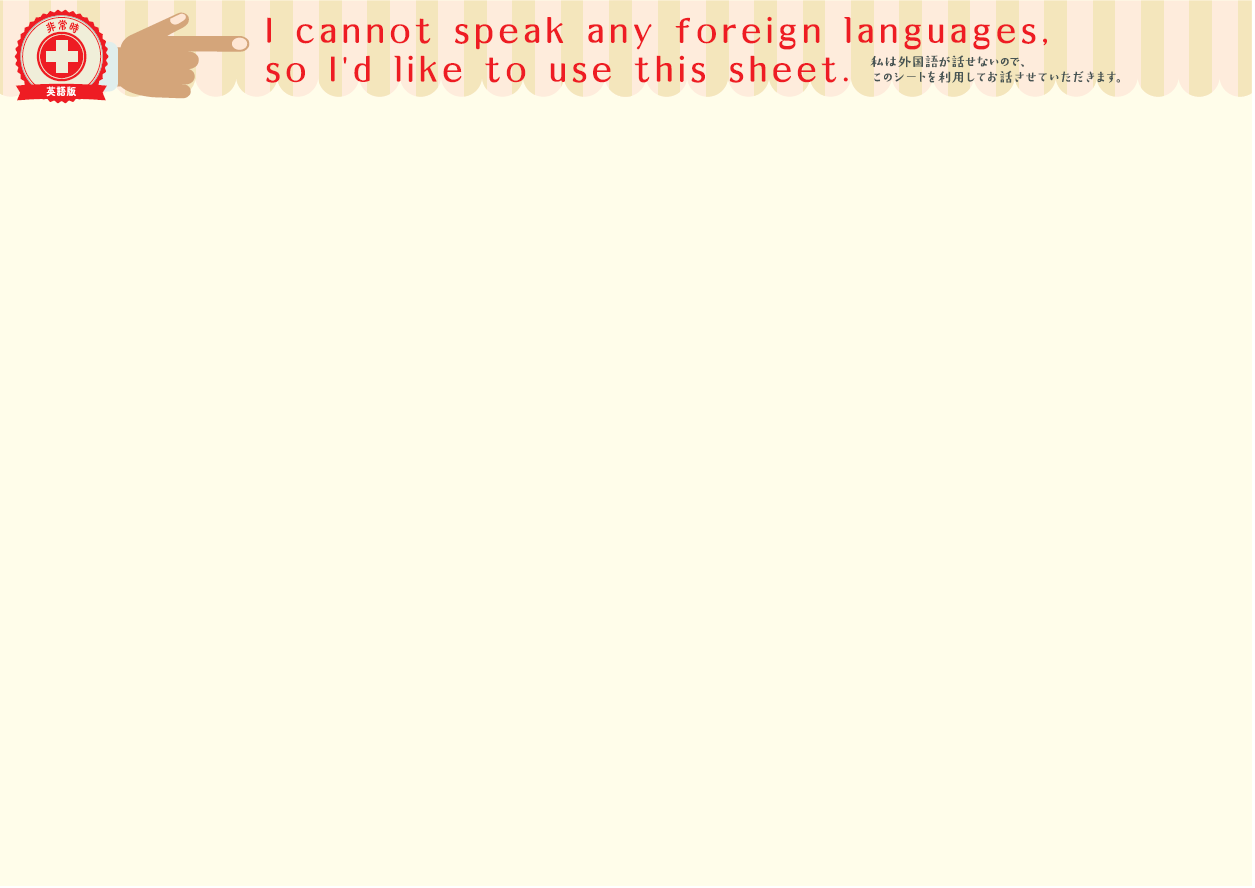 非常時
英語版
I cannot speak any foreign languages,
so I'd like to use this sheet.
私は外国語が話せないので、
このシートを利用してお話させていただきます。